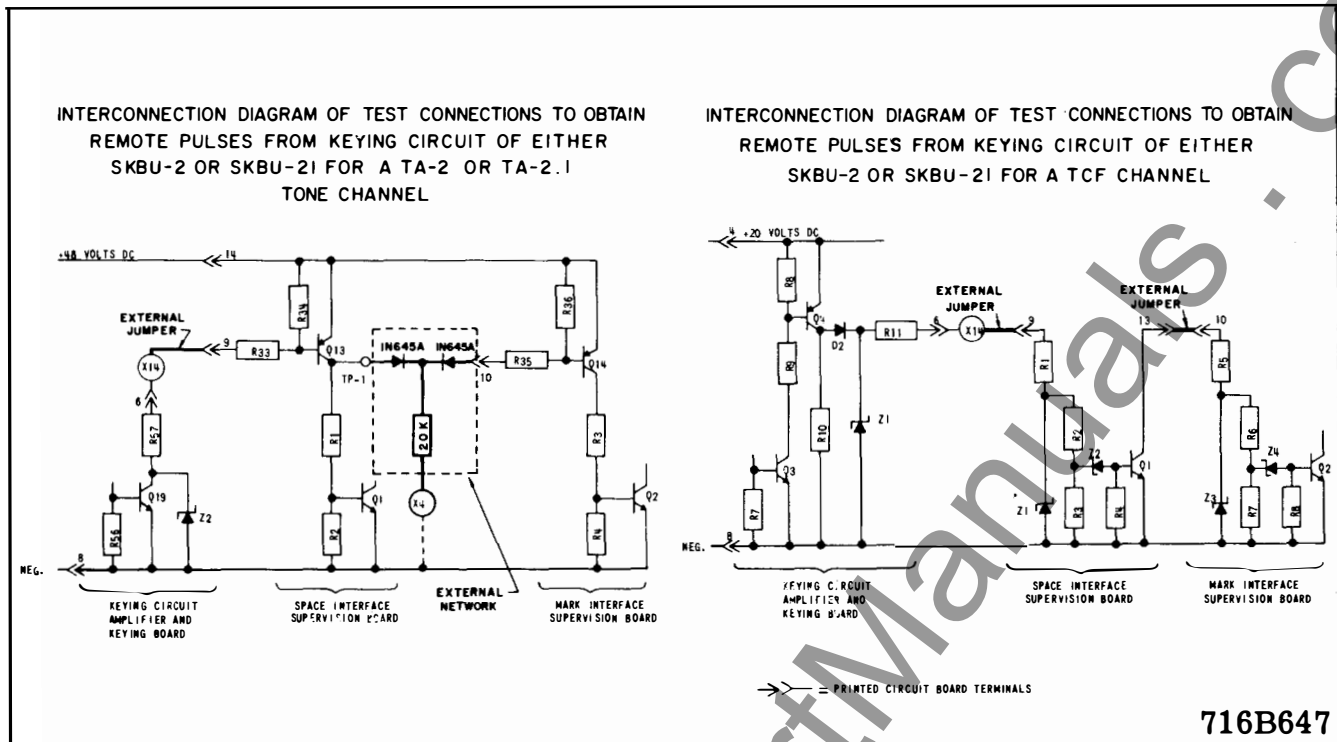 INTERCONNECTION DIAGRAM OF TEST CONNECTIONS TO OBTAIN
REMOTE PULSES FROM KEYING CIRCUIT OF EITHER
SKBU-2 OR SKBU-21 FOR A TA-2 OR TA-2.1
TONE CHANNEL
+48 VOLTS DC
14
R34
R36
EXTERNAL
JUMPER
9
R33
Q13
IN645A
IN645A
R35
Q14
X14
TP-1
10
6
R57
R1
20K
R3
Q19
Z2
Q1
X4
Q2
R56
R2
R4
NEG.
8
KEYING CIRCUIT
AMPLIFIER AND
KEYING BOARD
SPACE INTERFACE
SUPERVISION BOARD
EXTERNAL
NETWORK
MARK INTERFACE
SUPERVISION BOARD
INTERCONNECTION DIAGRAM OF TEST CONNECTIONS TO OBTAIN
REMOTE PULSES FROM KEYING CIRCUIT OF EITHER
SKBU-2 OR SKBU-21 FOR A TCF CHANNEL
4
+20 VOLTS DC
R8
EXTERNAL
JUMPER
EXTERNAL
JUMPER
Q4
D2
R11
6
X14
9
13
10
R1
R5
R9
R10
Z1
R2
R6
Z2
Z4
Q3
Q1
Q2
R7
Z1
R3
R4
Z3
R7
R8
NEG.
8
KEYING CIRCUIT
AMPLIFIER AND
KEYING BOARD
SPACE INTERFACE
SUPERVISION BOARD
MARK INTERFACE
SUPERVISION BOARD
= PRINTED CIRCUIT BOARD TERMINALS
716B647